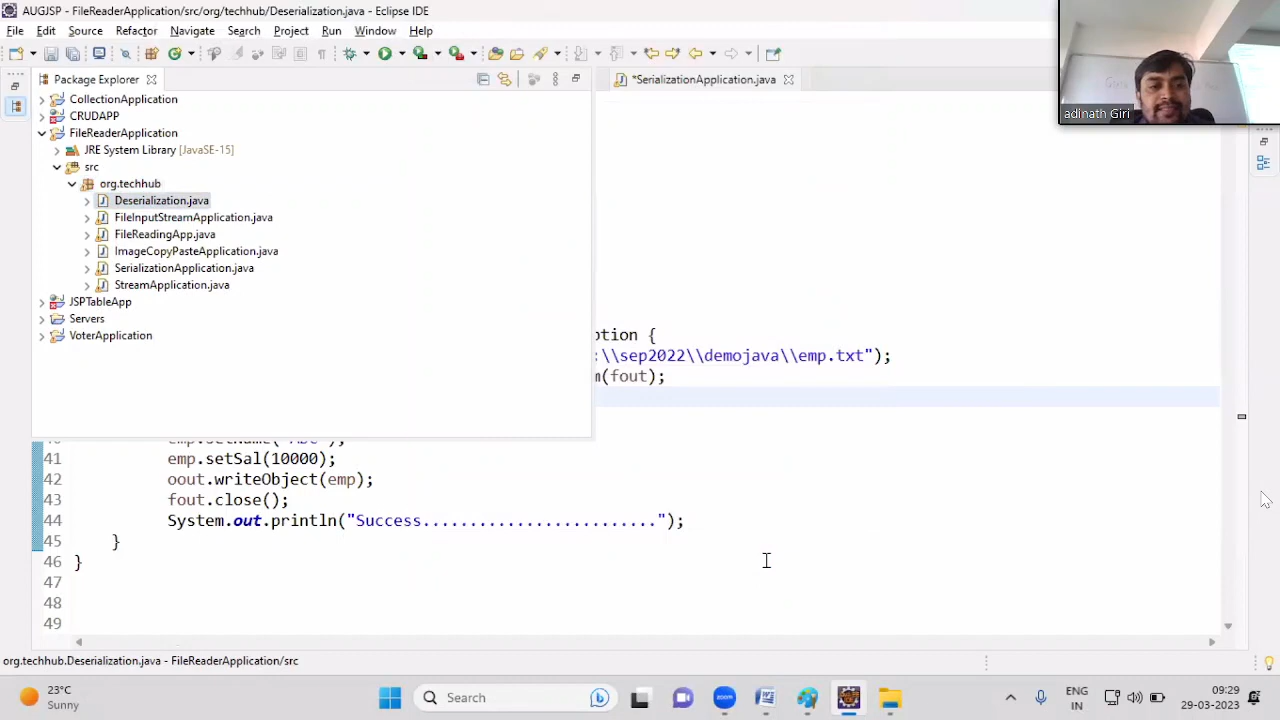 AUGJSP - FileReaderApplication/src/org/techhub/Deserialization.java - Eclipse IDE
File Edit Source Refactor Navigate Search Project Run Window Help
Package Explorer
*SerializationApplication.java
adinath Giri
CollectionApplication
CRUDAPP
FileReaderApplication
JRE System Library [JavaSE-15]
src
org.techhub
Deserialization.java
FileInputStreamApplication.java
FileReadingApp.java
ImageCopyPasteApplication.java
SerializationApplication.java
StreamApplication.java
JSPTableApp
Servers
VoterApplication
ption {
:\\sep2022\\demojava\\emp.txt");
m(fout);
41 emp.setSal(10000);
42 oout.writeObject(emp);
43 fout.close();
44 System.out.println("Success.........................");
45 }
46 }
47
48
49
org.techhub.Deserialization.java - FileReaderApplication/src
23°C
Sunny
Search
zoom
ENG
IN
09:29
29-03-2023